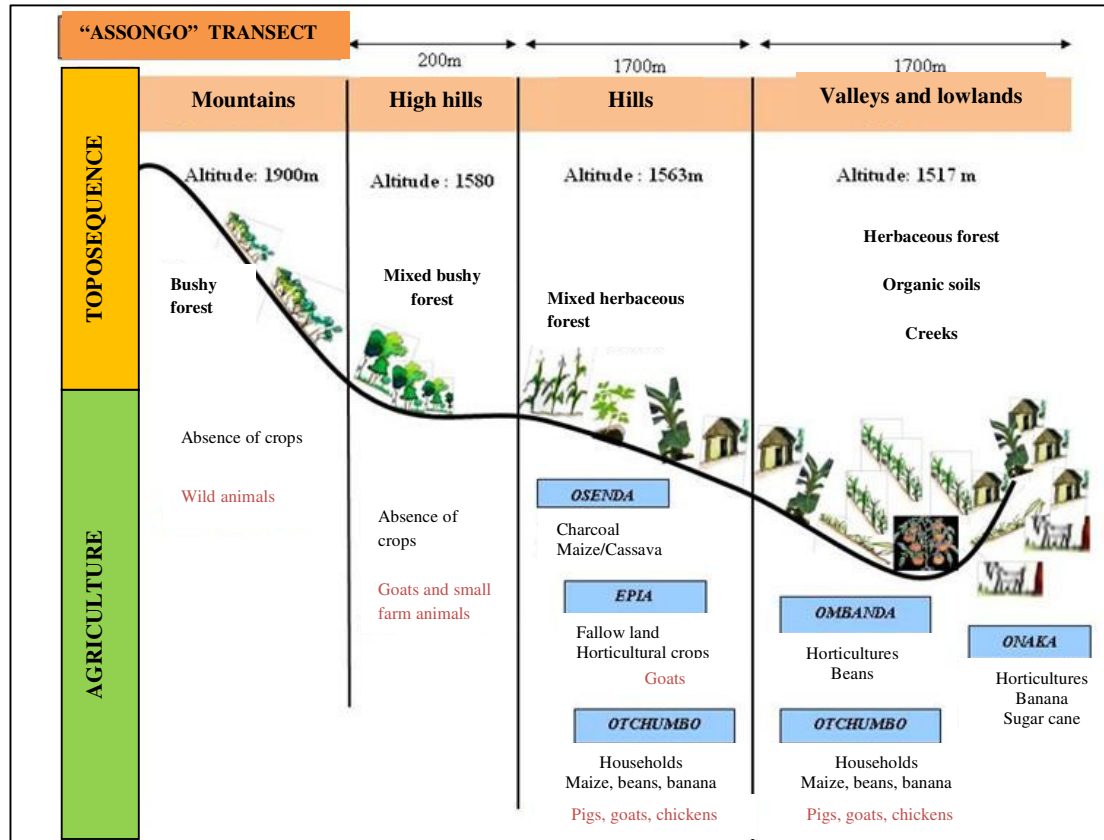 “ASSONGO” TRANSECT
200m
1700m
1700m
Mountains
High hills
Hills
Valleys and lowlands
TOPOSEQUENCE
Altitude: 1900m
Altitude : 1580
Altitude : 1563m
Altitude: 1517 m
Bushy
forest
Mixed bushy
forest
Mixed herbaceous
forest
Herbaceous forest
Organic soils
Creeks
AGRICULTURE
Absence of crops
Wild animals
Absence of
crops
Goats and small
farm animals
OSENDA
Charcoal
Maize/Cassava
EPIA
Fallow land
Horticultural crops
Goats
OTCHUMBO
Households
Maize, beans, banana
Pigs, goats, chickens
OMBANDA
Horticultures
Beans
OTCHUMBO
Households
Maize, beans, banana
Pigs, goats, chickens
ONAKA
Horticultures
Banana
Sugar cane